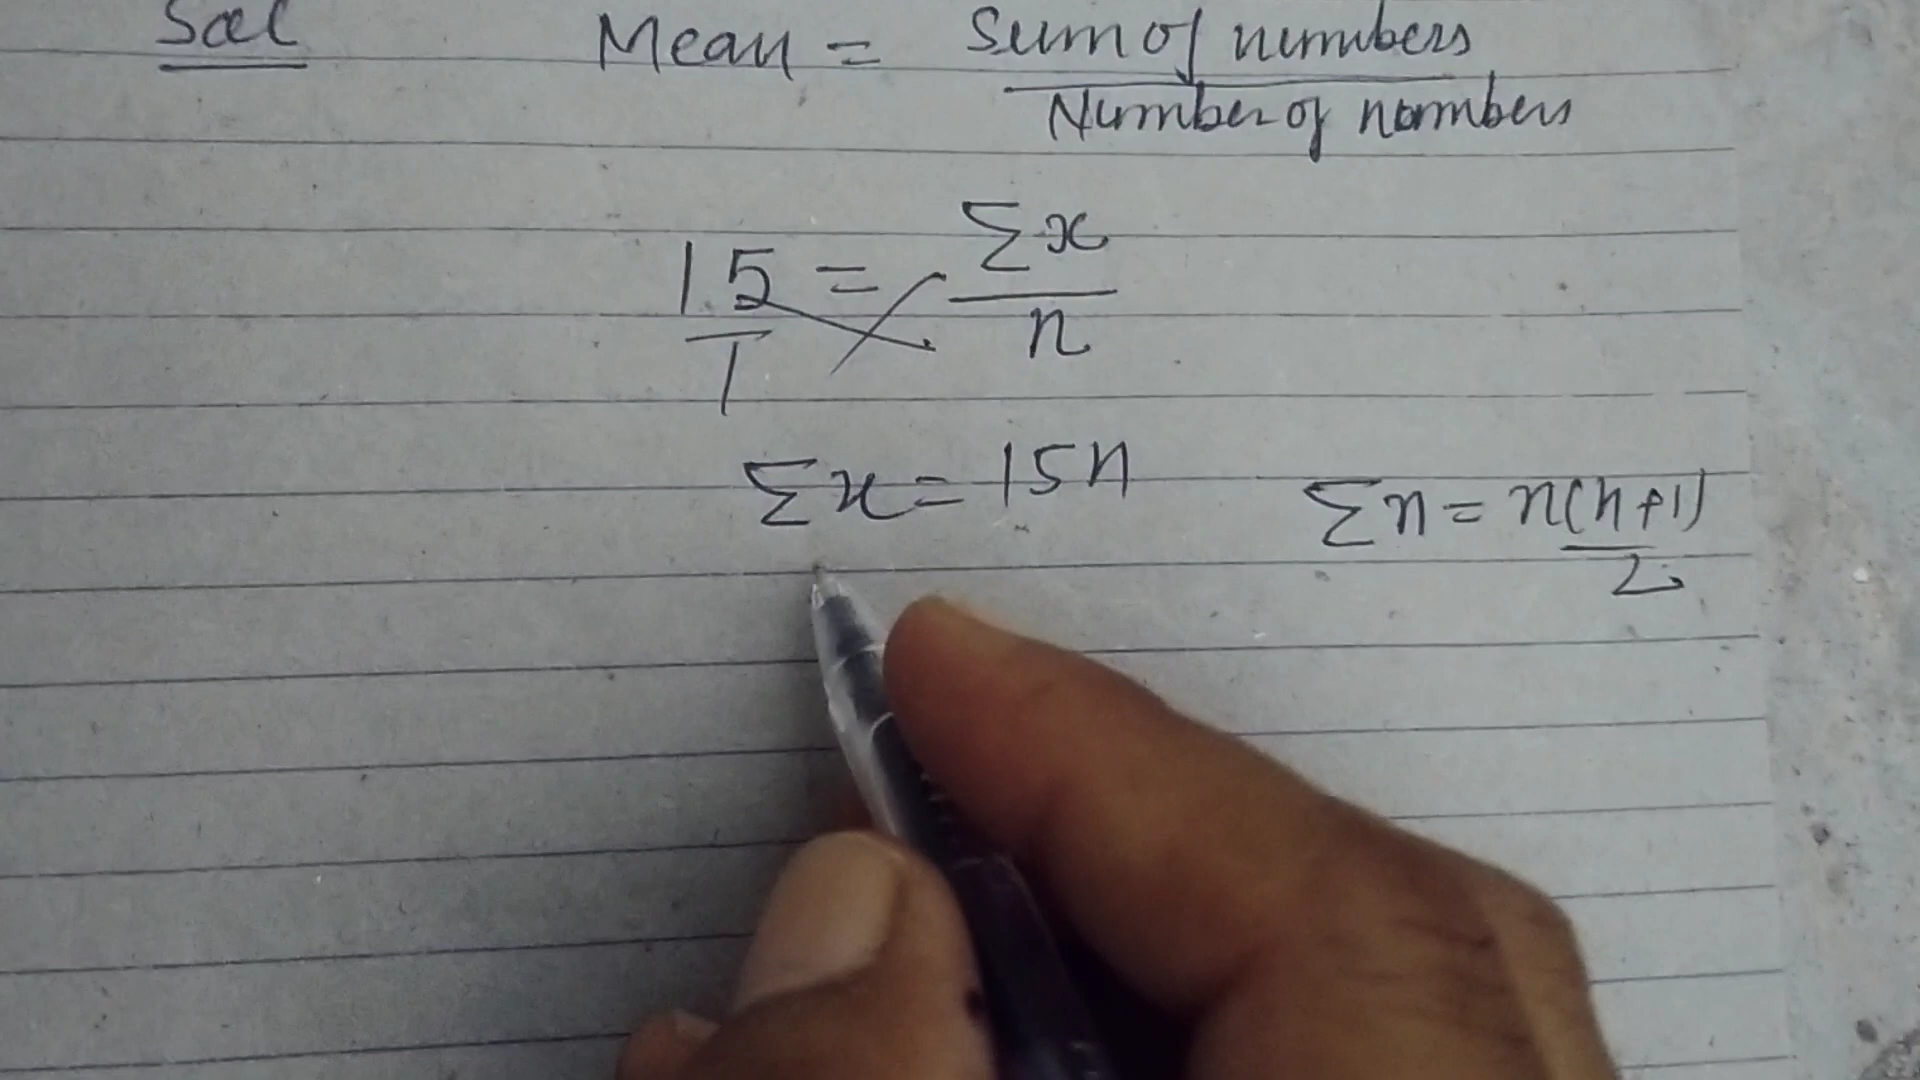 Sol Mean = Sum of numbers
Number of numbers
15 = Σx
1 n
Σx = 15n Σn = n(n+1)
2